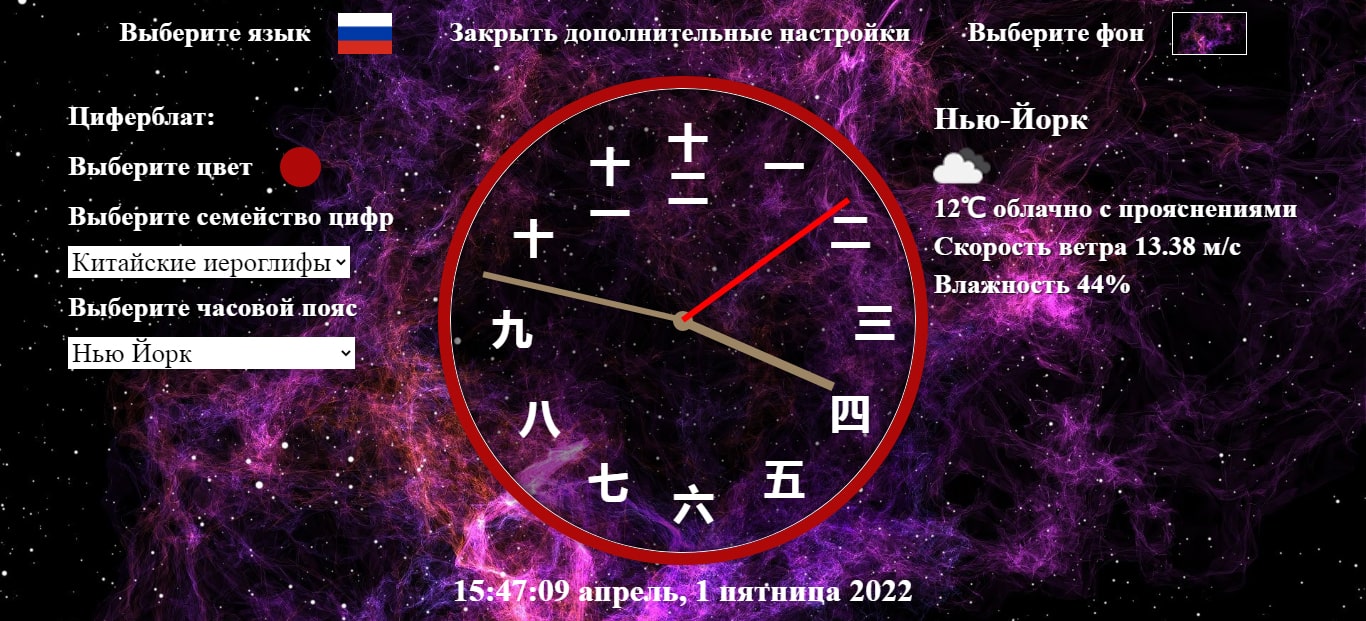 Выберите язык
Закрыть дополнительные настройки
Выберите фон
Циферблат:
Выберите цвет
Выберите семейство цифр
Китайские иероглифы
Выберите часовой пояс
Нью Йорк
十二
一
二
三
四
五
六
七
八
九
十
十一
Нью-Йорк
12℃ облачно с прояснениями
Скорость ветра 13.38 м/с
Влажность 44%
15:47:09 апрель, 1 пятница 2022